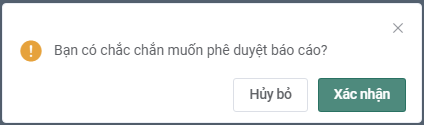 Bạn có chắc chắn muốn phê duyệt báo cáo?
Hủy bỏ
Xác nhận